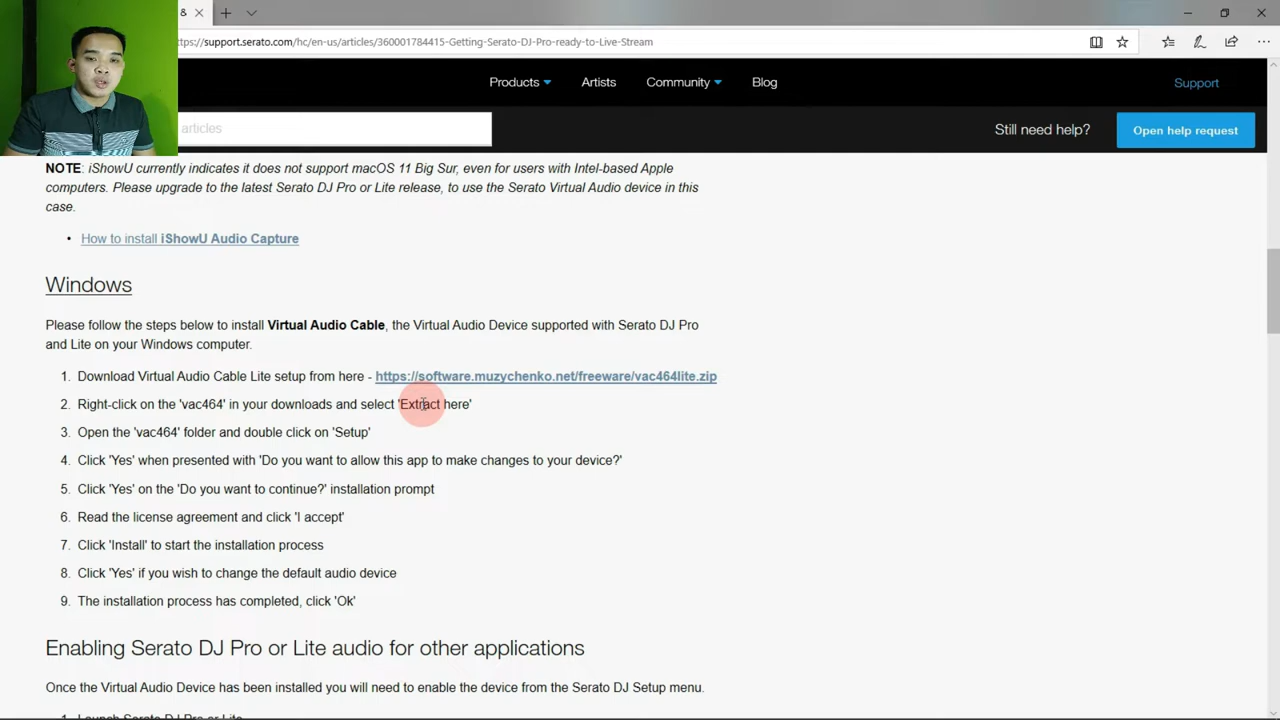 &
ttps://support.serato.com/hc/en-us/articles/360001784415-Getting-Serato-DJ-Pro-ready-to-Live-Stream
Products
Artists
Community
Blog
Support
articles
Still need help?
Open help request
NOTE: iShowU currently indicates it does not support macOS 11 Big Sur, even for users with Intel-based Apple
computers. Please upgrade to the latest Serato DJ Pro or Lite release, to use the Serato Virtual Audio device in this
case.
• How to install iShowU Audio Capture
Windows
Please follow the steps below to install Virtual Audio Cable, the Virtual Audio Device supported with Serato DJ Pro
and Lite on your Windows computer.
1. Download Virtual Audio Cable Lite setup from here - https://software.muzychenko.net/freeware/vac464lite.zip
2. Right-click on the 'vac464' in your downloads and select 'Extract here'
3. Open the 'vac464' folder and double click on 'Setup'
4. Click 'Yes' when presented with 'Do you want to allow this app to make changes to your device?'
5. Click 'Yes' on the 'Do you want to continue?' installation prompt
6. Read the license agreement and click 'I accept'
7. Click 'Install' to start the installation process
8. Click 'Yes' if you wish to change the default audio device
9. The installation process has completed, click 'Ok'
Enabling Serato DJ Pro or Lite audio for other applications
Once the Virtual Audio Device has been installed you will need to enable the device from the Serato DJ Setup menu.
1. Launch Serato DJ Pro or Lite